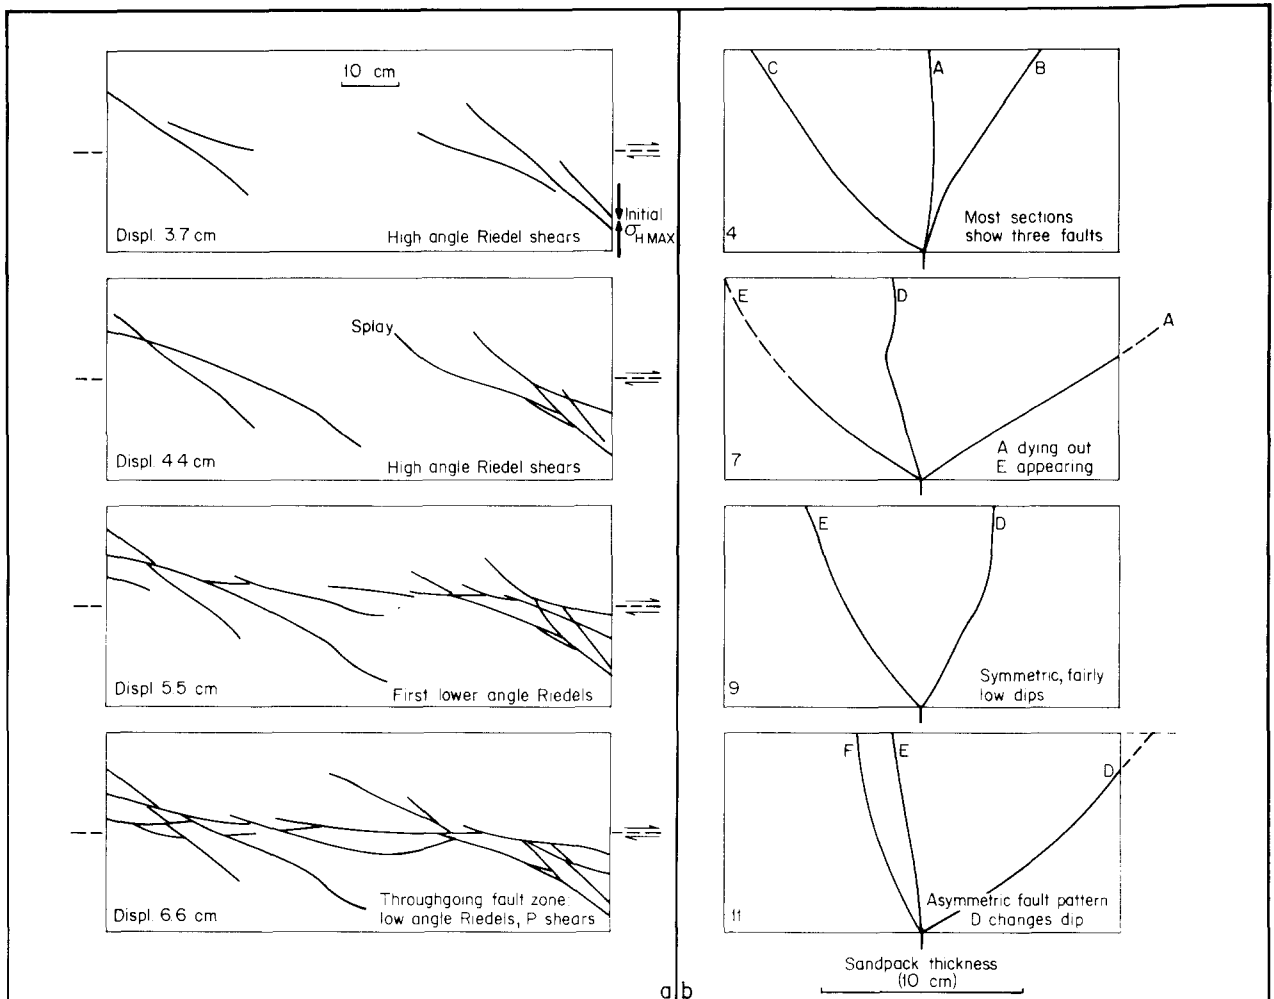 10 cm
Initial
σH MAX
Displ. 3.7 cm
High angle Riedel shears
Splay
Displ. 4.4 cm
High angle Riedel shears
Displ 5.5 cm
First lower angle Riedels
Displ. 6.6 cm
Throughgoing fault zone:
low angle Riedels, P shears
a
C
A
B
4
Most sections
show three faults
E
D
A
7
A dying out
E appearing
E
D
9
Symmetric, fairly
low dips
F
E
D
11
Asymmetric fault pattern
D changes dip
Sandpack thickness
(10 cm)
b